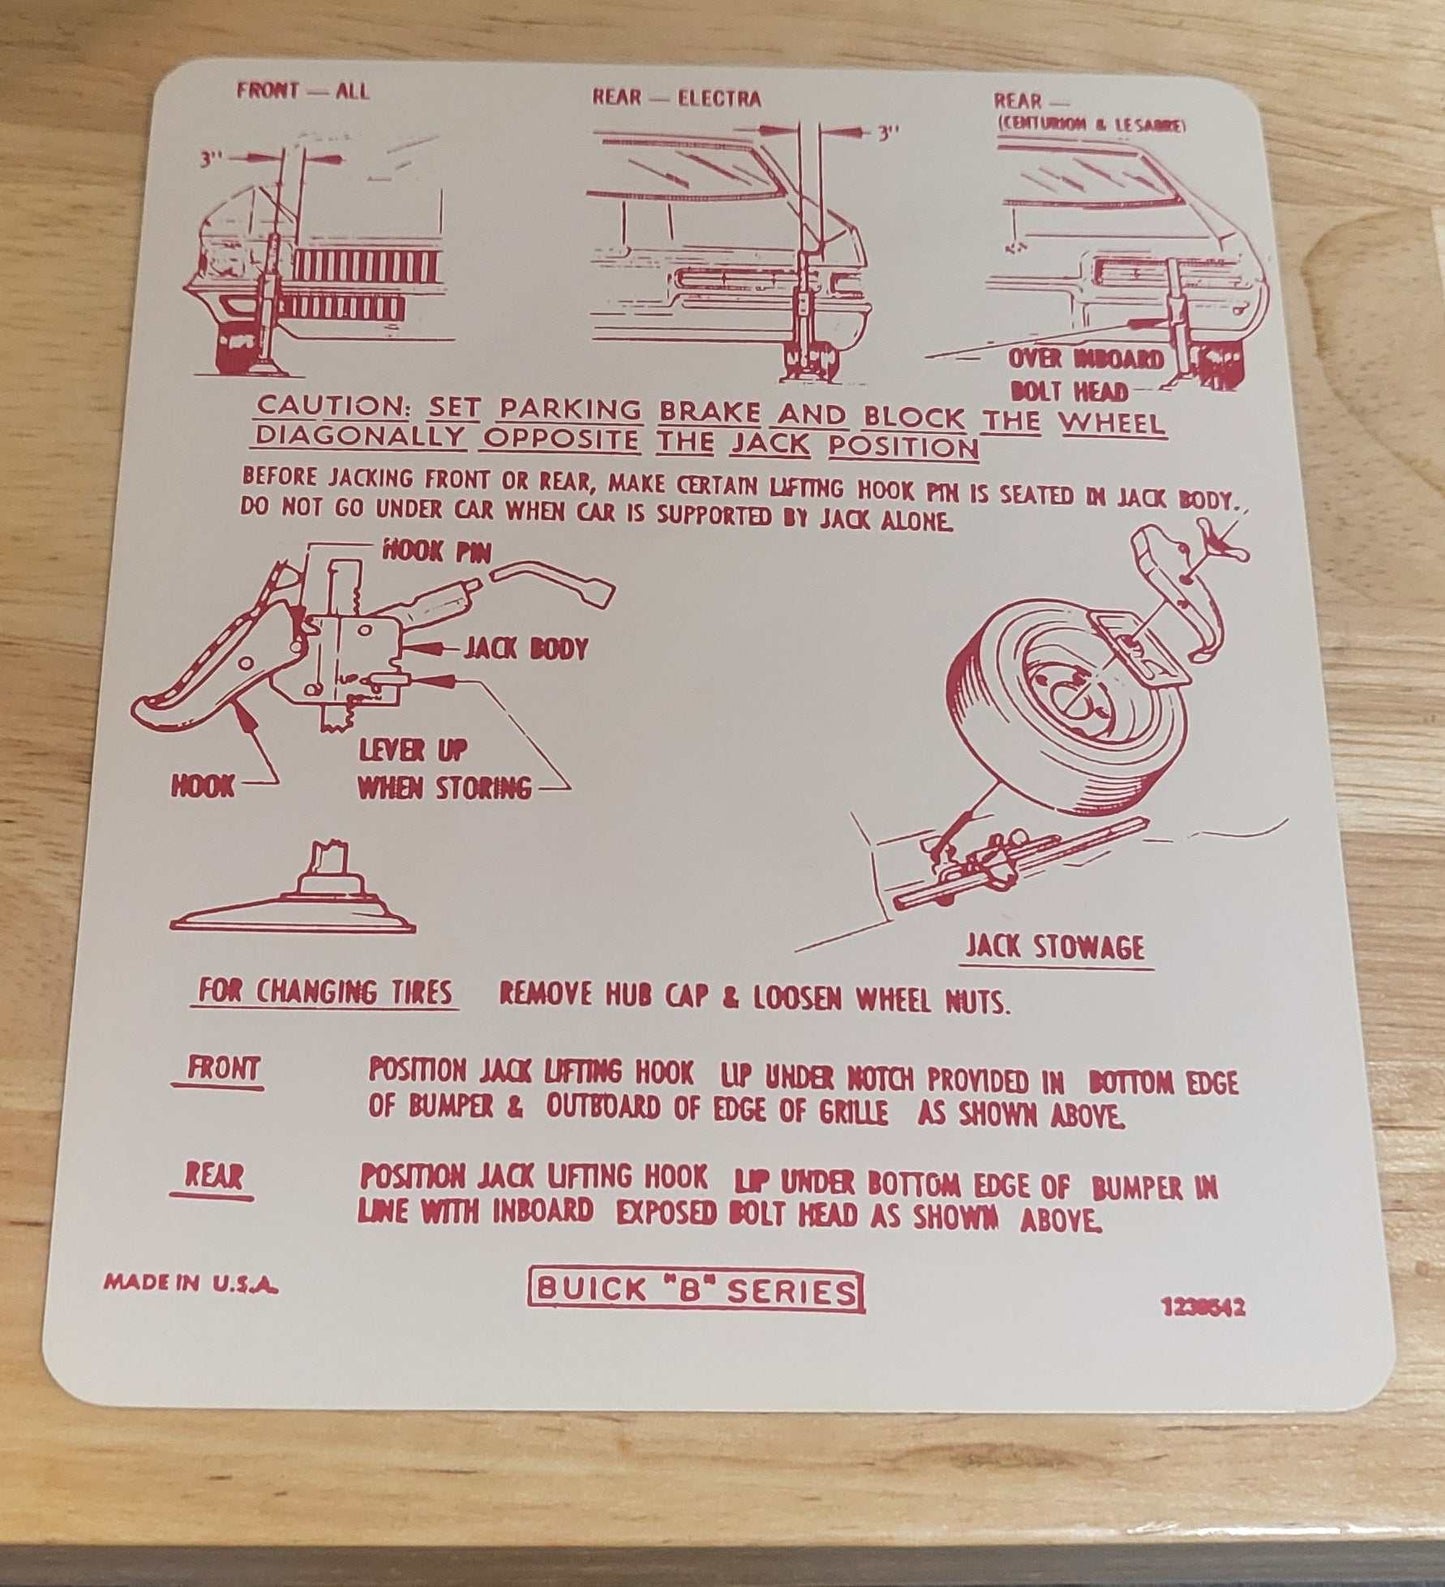 FRONT — ALL
REAR — ELECTRA
REAR —
(CENTURION & LESABRE)
3"
3"
OVER INBOARD
BOLT HEAD
CAUTION: SET PARKING BRAKE AND BLOCK THE WHEEL
DIAGONALLY OPPOSITE THE JACK POSITION
BEFORE JACKING FRONT OR REAR, MAKE CERTAIN LIFTING HOOK PIN IS SEATED IN JACK BODY.
DO NOT GO UNDER CAR WHEN CAR IS SUPPORTED BY JACK ALONE.
HOOK PIN
JACK BODY
UP
LEVER UP
WHEN STORING
HOOK
JACK STOWAGE
FOR CHANGING TIRES REMOVE HUB CAP & LOOSEN WHEEL NUTS.
FRONT POSITION JACK LIFTING HOOK LIP UNDER NOTCH PROVIDED IN BOTTOM EDGE
OF BUMPER & OUTBOARD OF EDGE OF GRILLE AS SHOWN ABOVE.
REAR POSITION JACK LIFTING HOOK LIP UNDER BOTTOM EDGE OF BUMPER IN
LINE WITH INBOARD EXPOSED BOLT HEAD AS SHOWN ABOVE.
MADE IN U.S.A.
BUICK "B" SERIES